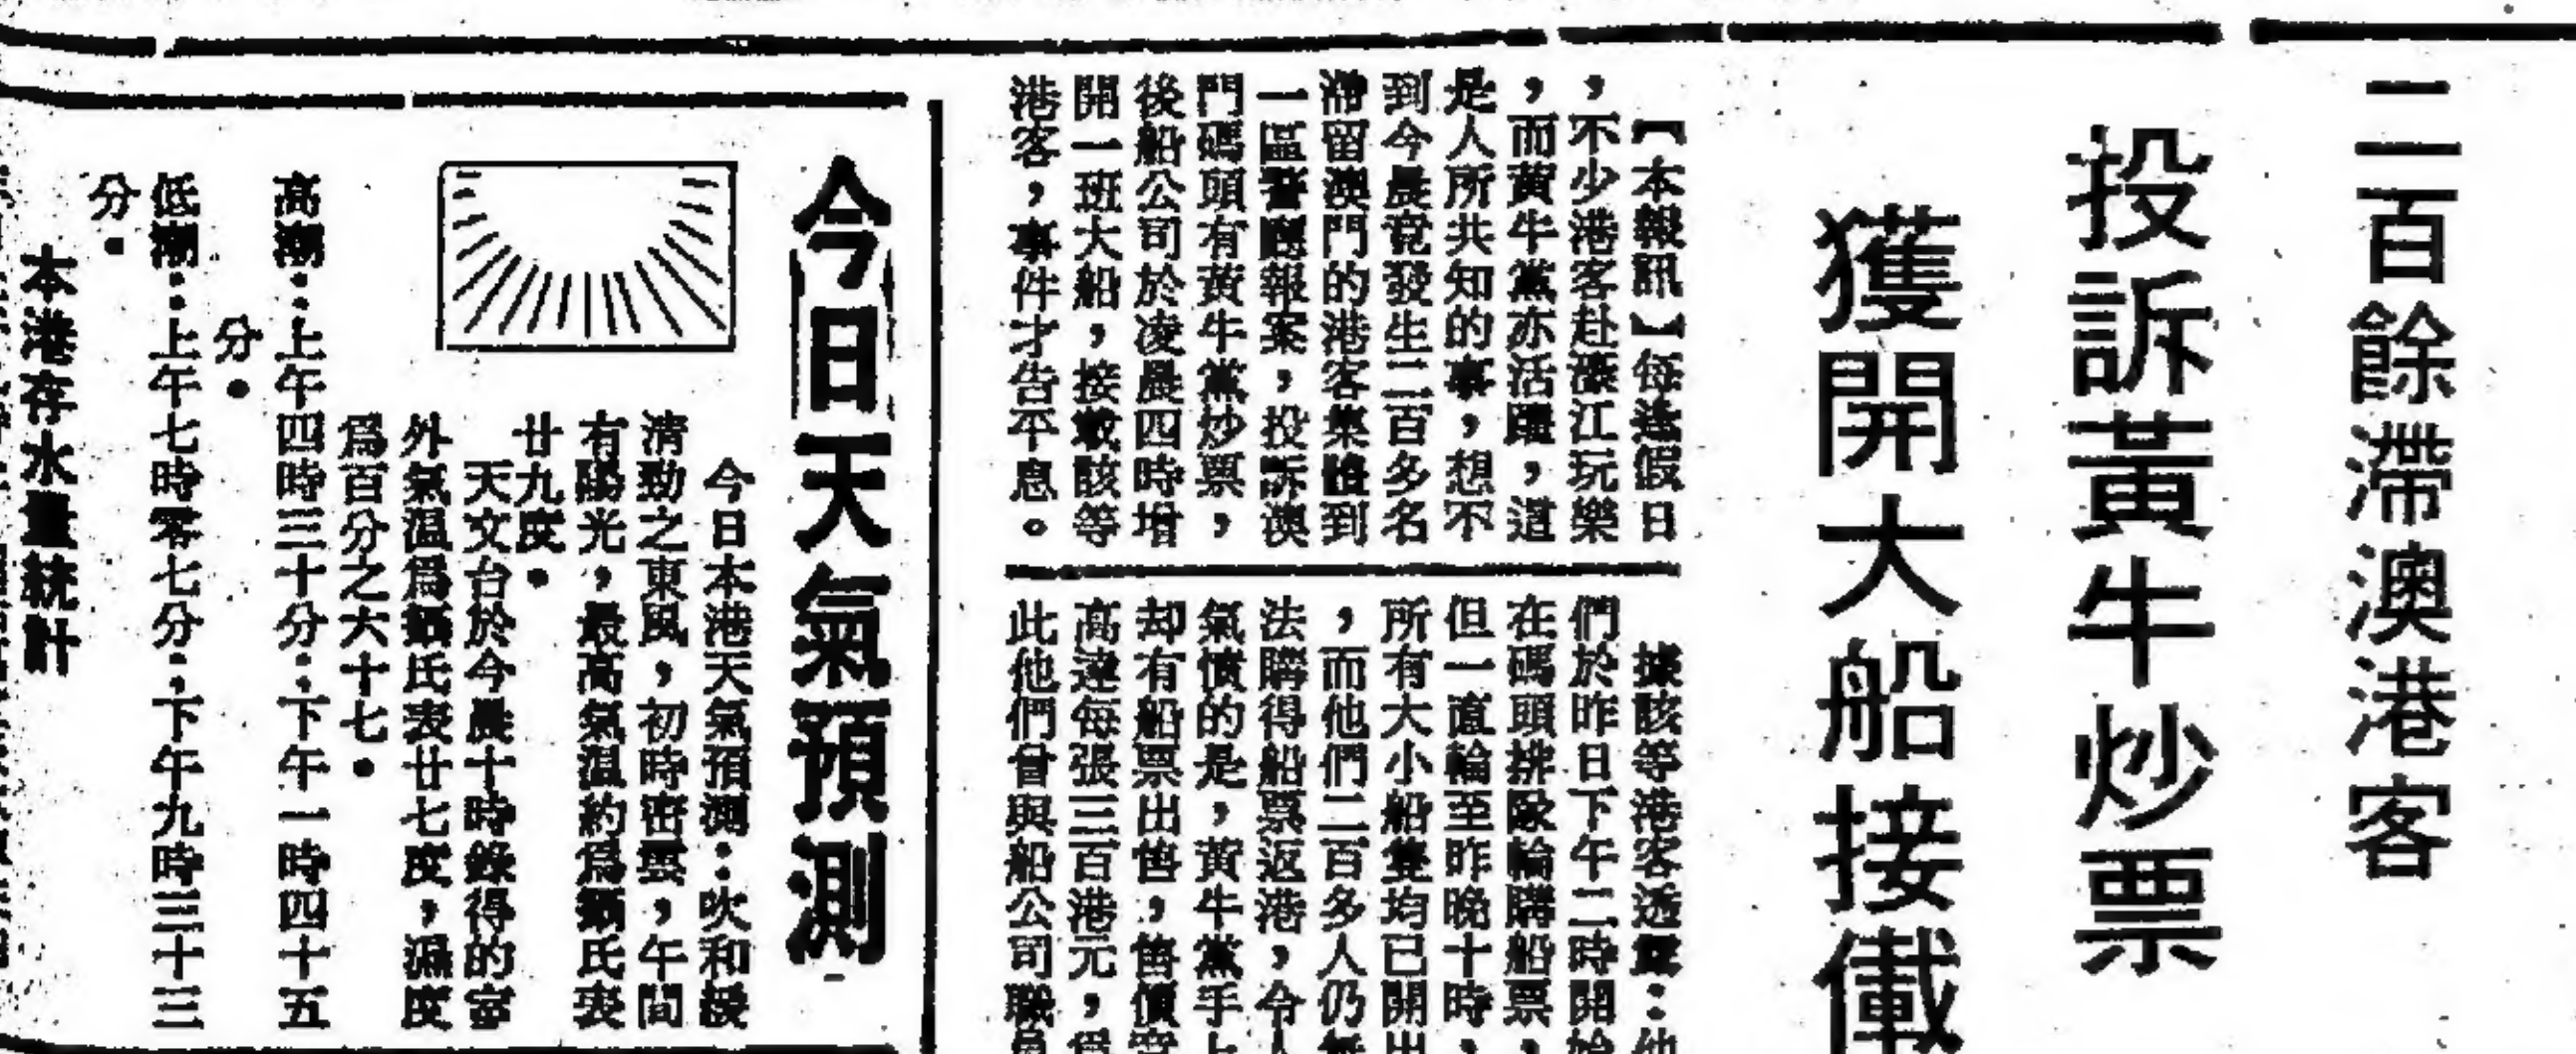 二百餘滯澳港客
投訴黃牛炒票
獲開大船接載
【本報訊】每逢假日
，不少港客赴濠江玩樂
，而黃牛黨亦活躍，這
是人所共知的事，想不
到今晨竟發生二百多名
滯留澳門的港客集體到
一區警廳報案，投訴澳
門碼頭有黃牛黨炒票，
後船公司於凌晨四時增
開一班大船，接載該等
港客，事件才告平息。
據該等港客透露：他
們於昨日下午二時開始
在碼頭排隊輪購船票，
但一直輪至昨晚十時，
所有大小船隻均已開出
，而他們二百多人仍無
法購得船票返港，令人
氣憤的是，黃牛黨手上
却有船票出售，售價竟
高達每張三百港元，爲
此他們曾與船公司職員
今日天氣預測
今日本港天氣預測：吹和緩
清勁之東風，初時密雲，午間
有陽光，最高氣溫約爲攝氏表
廿九度．
天文台於今晨十時錄得的室
外氣溫爲攝氏表廿七度，濕度
爲百分之六十七．
高潮：上午四時三十分：下午一時四十五
分．
低潮：上午七時零七分：下午九時三十三
分．
本港存水量統計